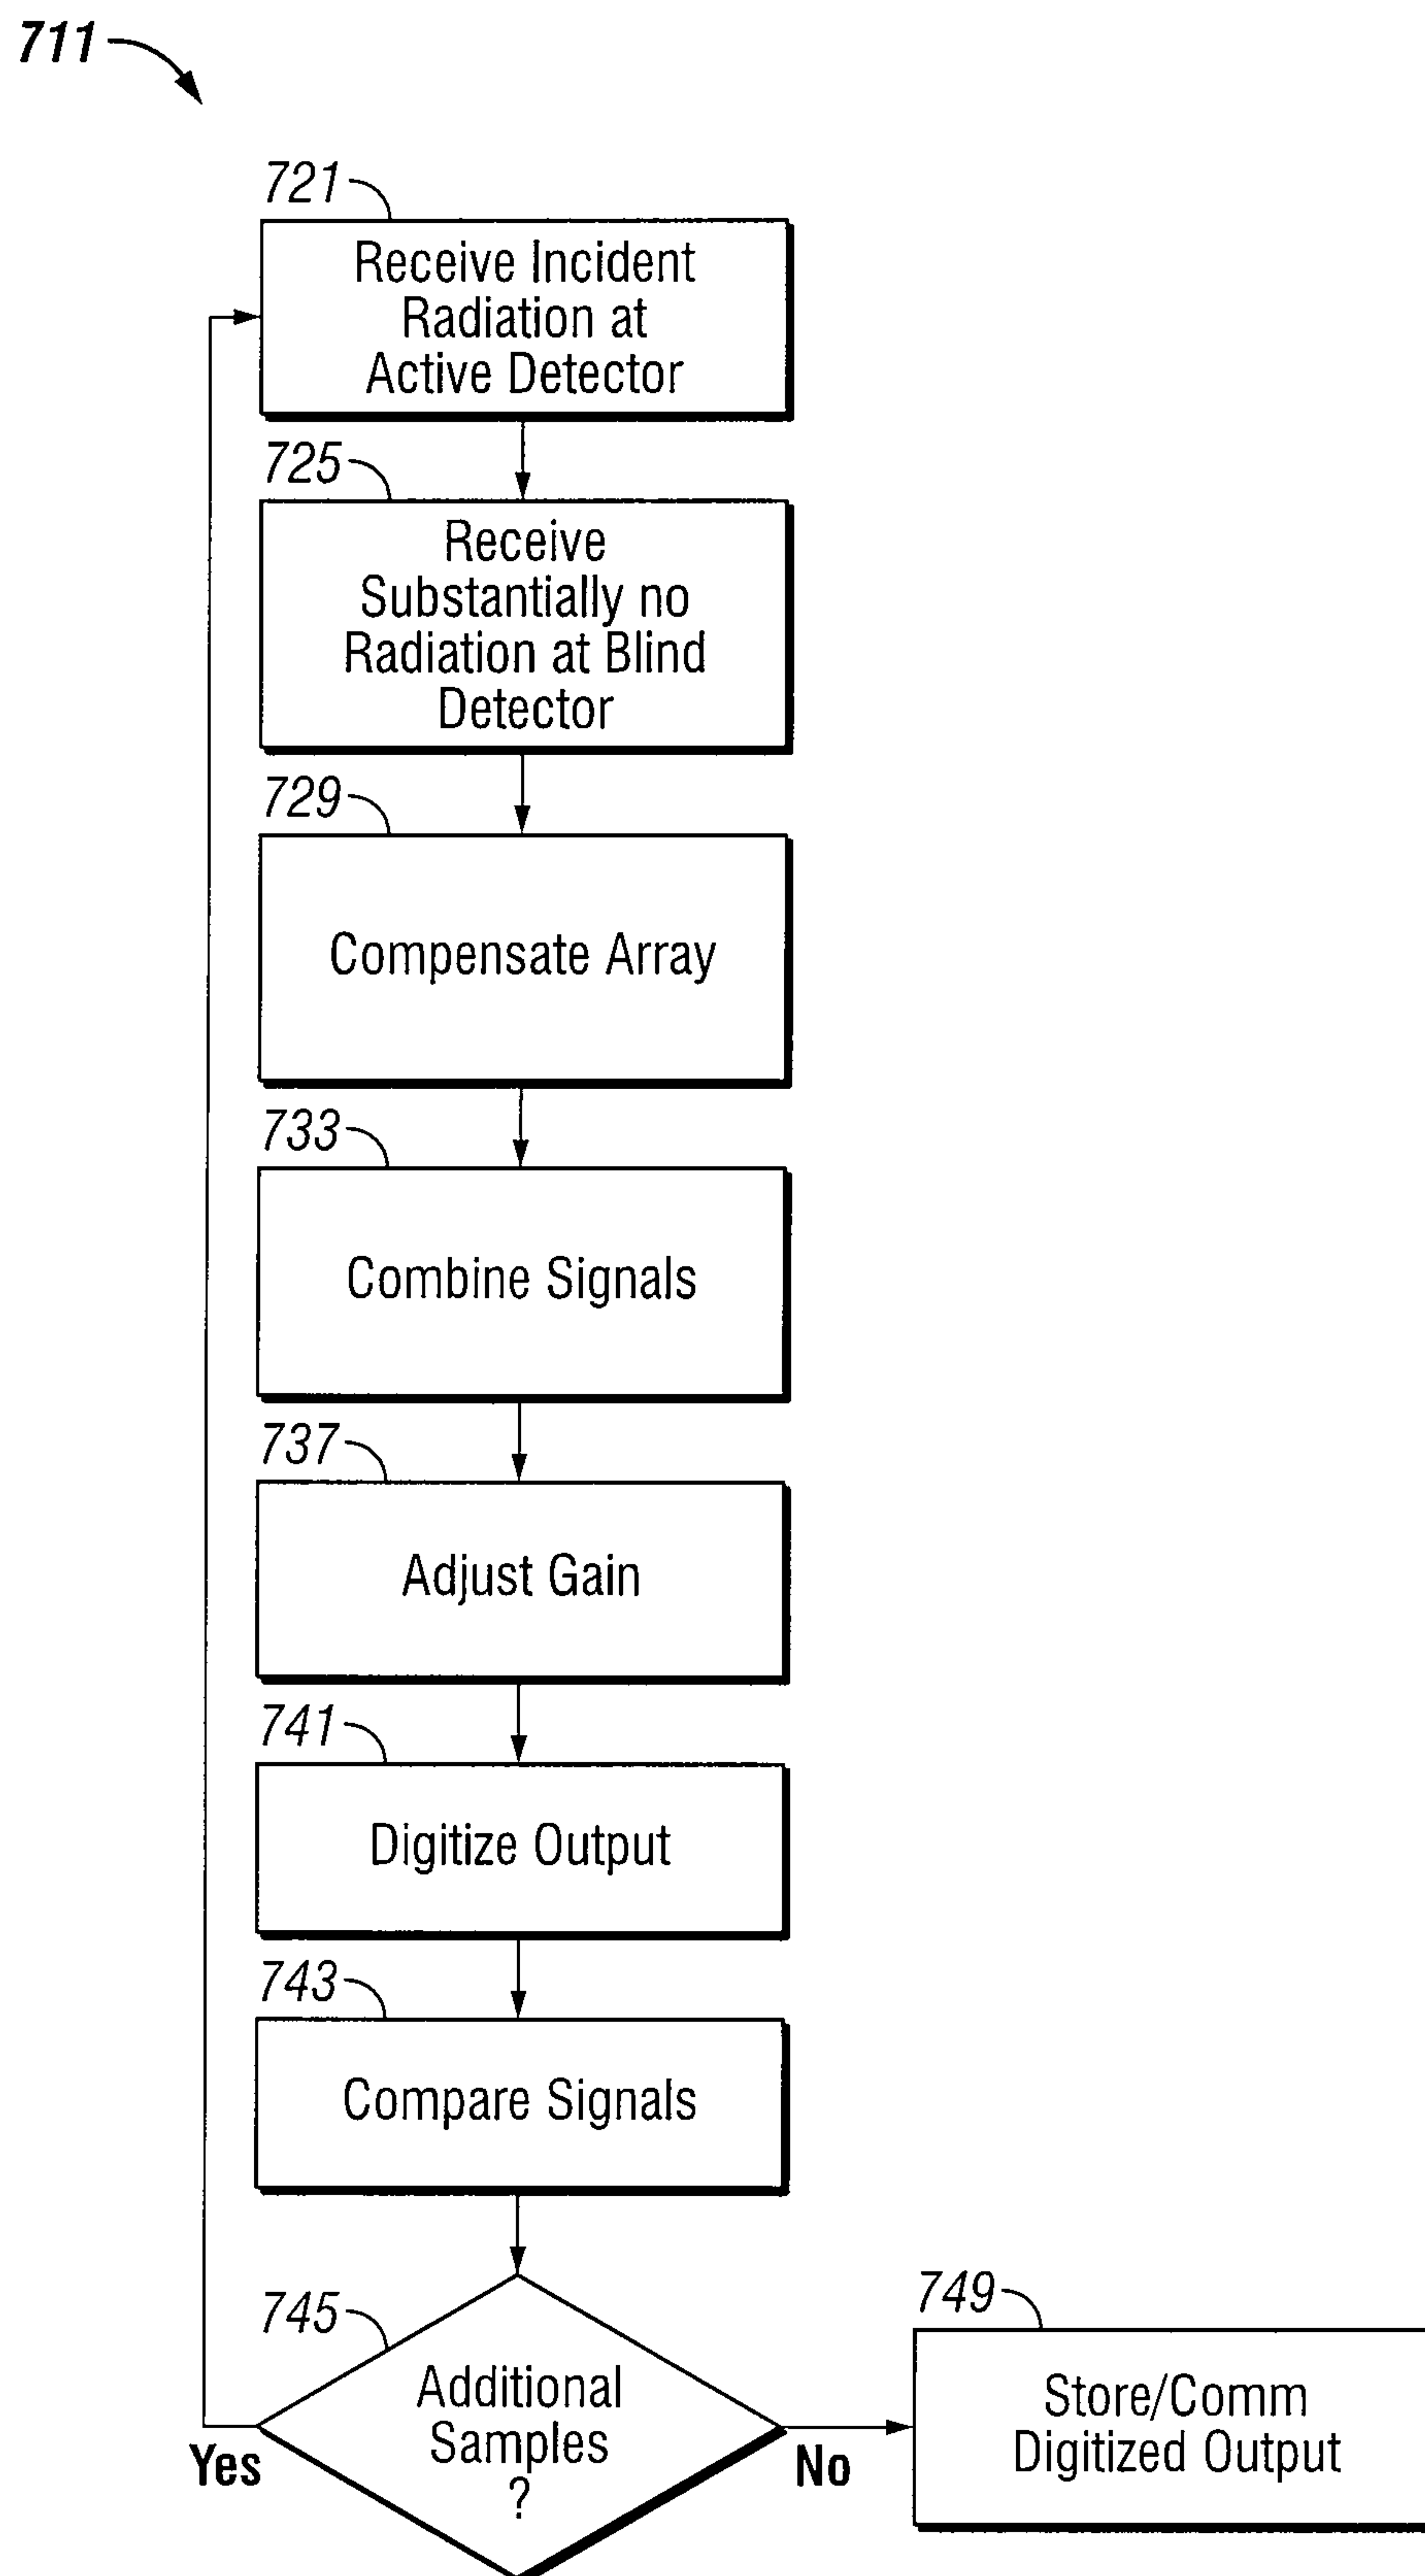 711
721
Receive Incident
Radiation at
Active Detector
725
Receive
Substantially no
Radiation at Blind
Detector
729
Compensate Array
733
Combine Signals
737
Adjust Gain
741
Digitize Output
743
Compare Signals
745
Additional
Samples
?
Yes
No
749
Store/Comm
Digitized Output